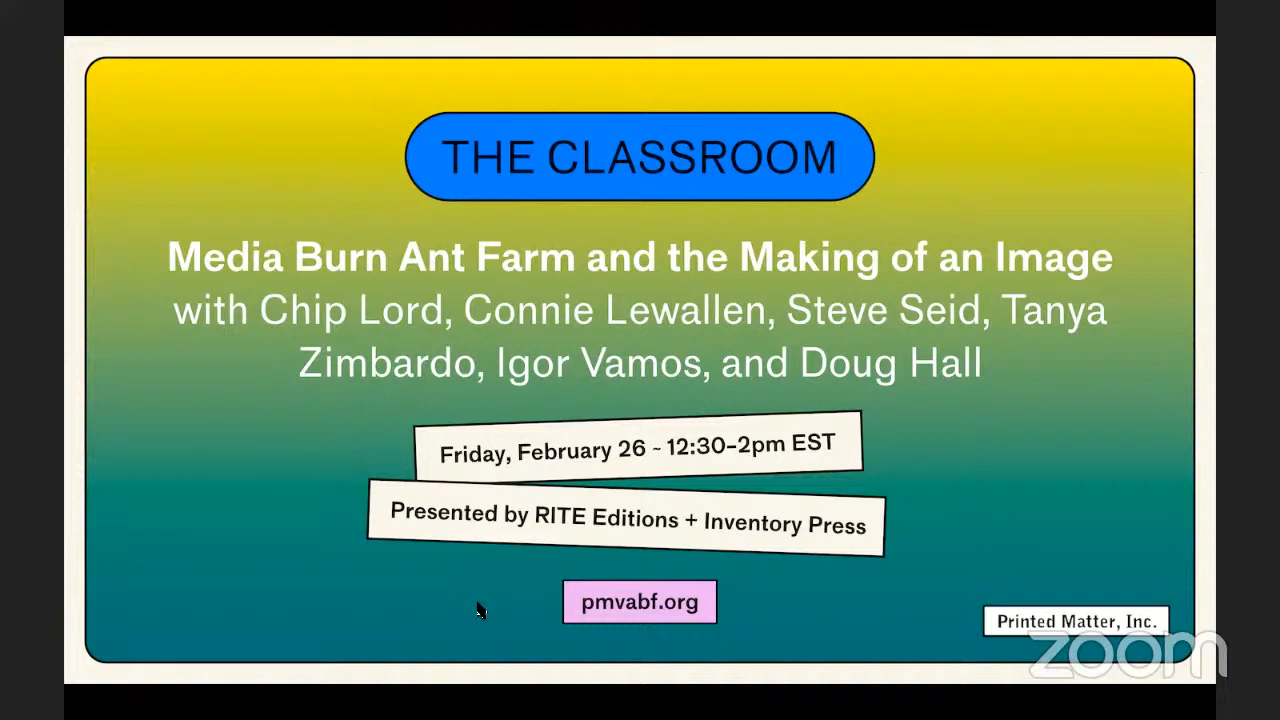 THE CLASSROOM
Media Burn Ant Farm and the Making of an Image
with Chip Lord, Connie Lewallen, Steve Seid, Tanya
Zimbardo, Igor Vamos, and Doug Hall
Friday, February 26 ~ 12:30–2pm EST
Presented by RITE Editions + Inventory Press
pmvabf.org
Printed Matter, Inc.
zoom